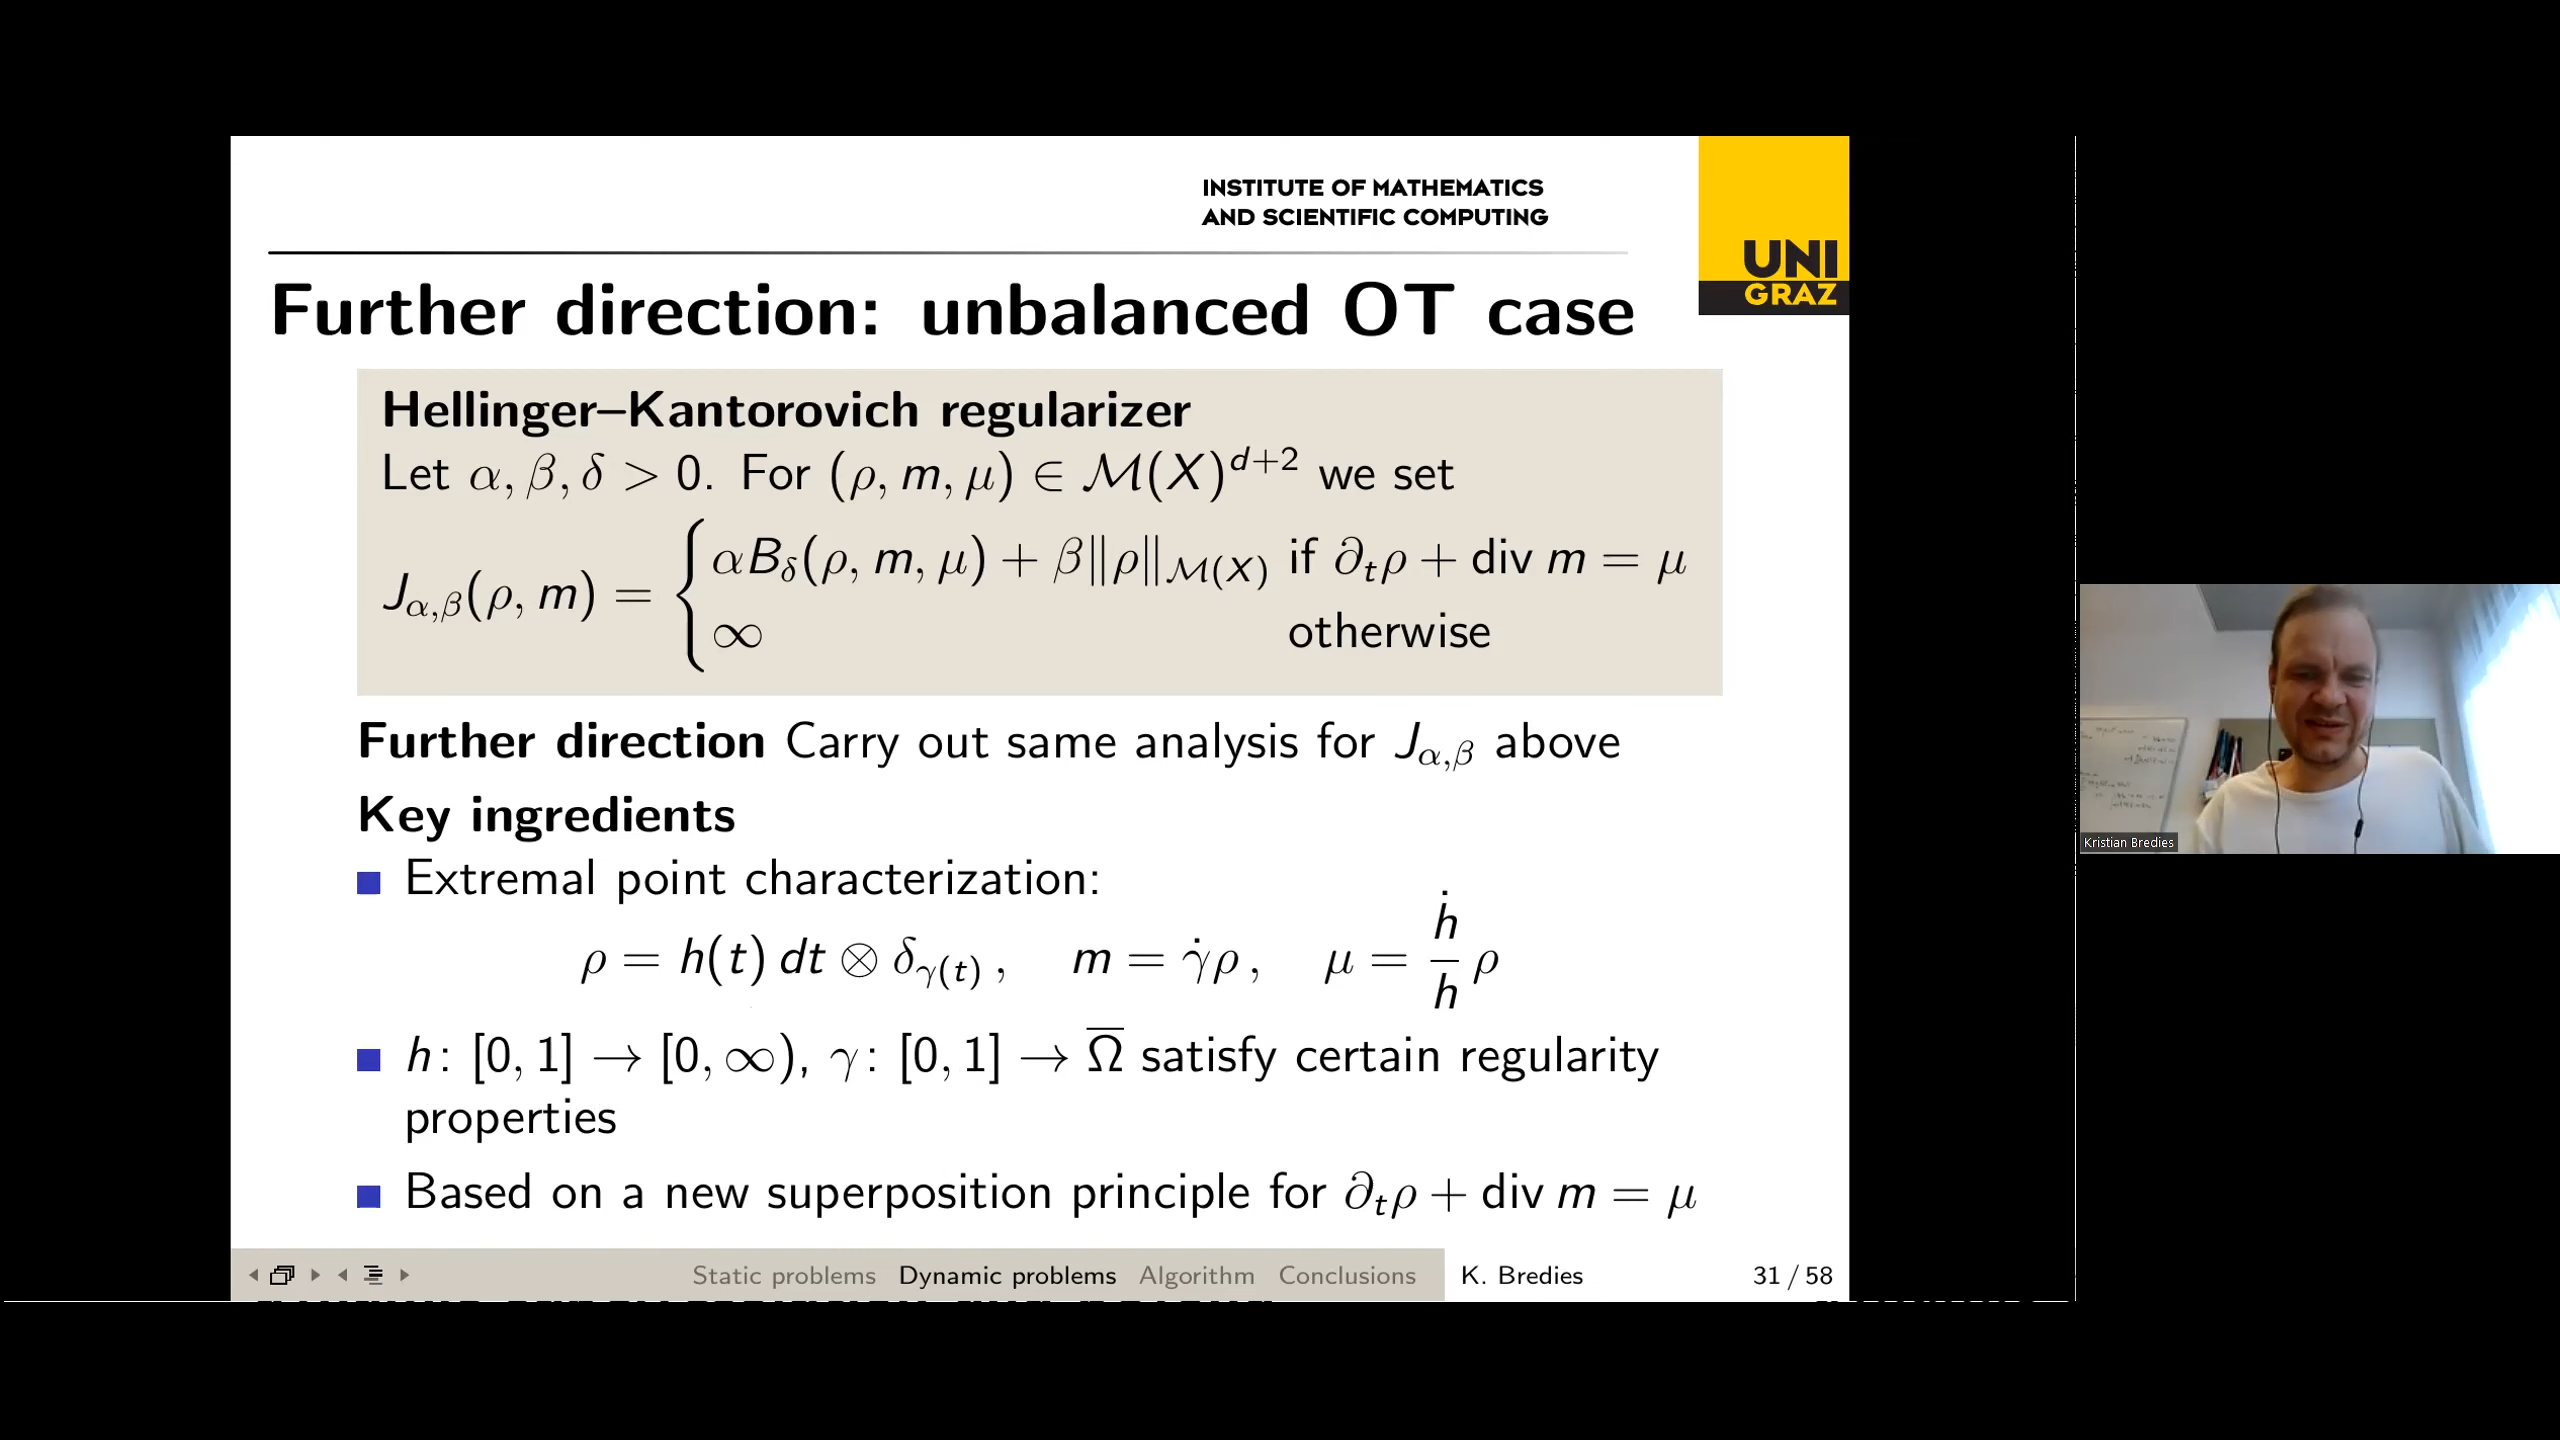 INSTITUTE OF MATHEMATICS
AND SCIENTIFIC COMPUTING
UNI
GRAZ
Further direction: unbalanced OT case
Hellinger–Kantorovich regularizer
Let α, β, δ > 0. For (ρ, m, μ) ∈ ℳ(X)^{d+2} we set
J_{α,β}(ρ, m) = { αB_δ(ρ, m, μ) + β‖ρ‖_{ℳ(X)} if ∂_tρ + div m = μ
∞ otherwise
Further direction Carry out same analysis for J_{α,β} above
Key ingredients
■ Extremal point characterization:
ρ = h(t) dt ⊗ δ_{γ(t)} , m = γ̇ρ , μ = ḣ/h ρ
■ h: [0, 1] → [0, ∞), γ: [0, 1] → Ω̅ satisfy certain regularity
properties
■ Based on a new superposition principle for ∂_tρ + div m = μ
Static problems Dynamic problems Algorithm Conclusions K. Bredies 31 / 58
Kristian Bredies